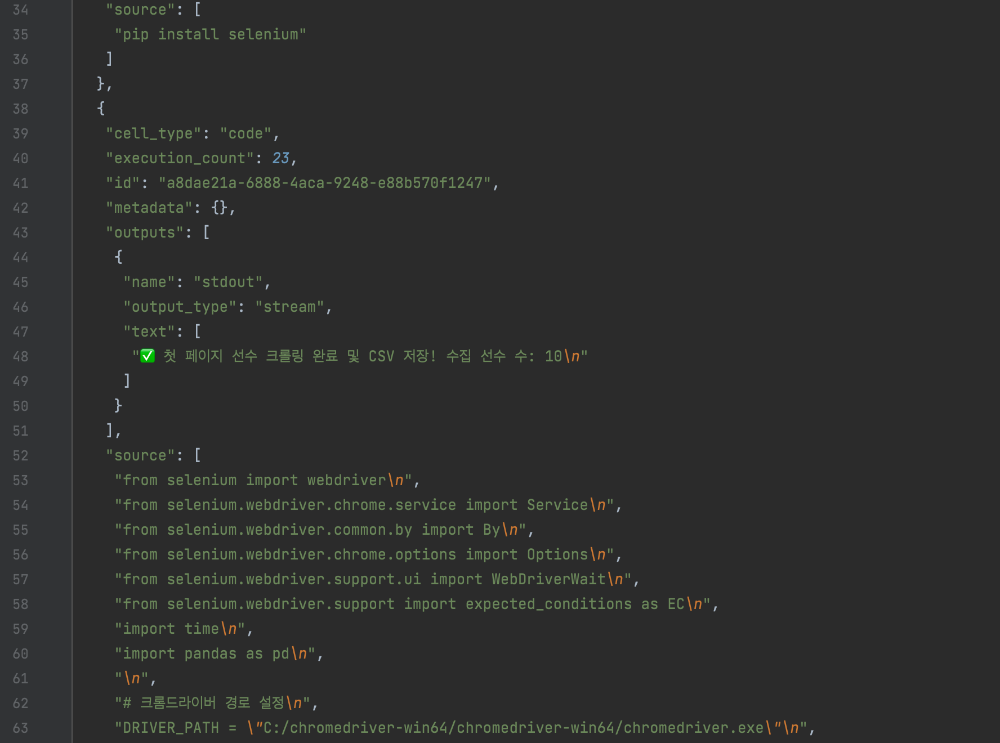 34 "source": [
35 "pip install selenium"
36 ]
37 },
38 {
39 "cell_type": "code",
40 "execution_count": 23,
41 "id": "a8dae21a-6888-4aca-9248-e88b570f1247",
42 "metadata": {},
43 "outputs": [
44 {
45 "name": "stdout",
46 "output_type": "stream",
47 "text": [
48 "✅ 첫 페이지 선수 크롤링 완료 및 CSV 저장! 수집 선수 수: 10\n"
49 ]
50 }
51 ],
52 "source": [
53 "from selenium import webdriver\n",
54 "from selenium.webdriver.chrome.service import Service\n",
55 "from selenium.webdriver.common.by import By\n",
56 "from selenium.webdriver.chrome.options import Options\n",
57 "from selenium.webdriver.support.ui import WebDriverWait\n",
58 "from selenium.webdriver.support import expected_conditions as EC\n",
59 "import time\n",
60 "import pandas as pd\n",
61 "\n",
62 "# 크롬드라이버 경로 설정\n",
63 "DRIVER_PATH = \"C:/chromedriver-win64/chromedriver-win64/chromedriver.exe\"\n",